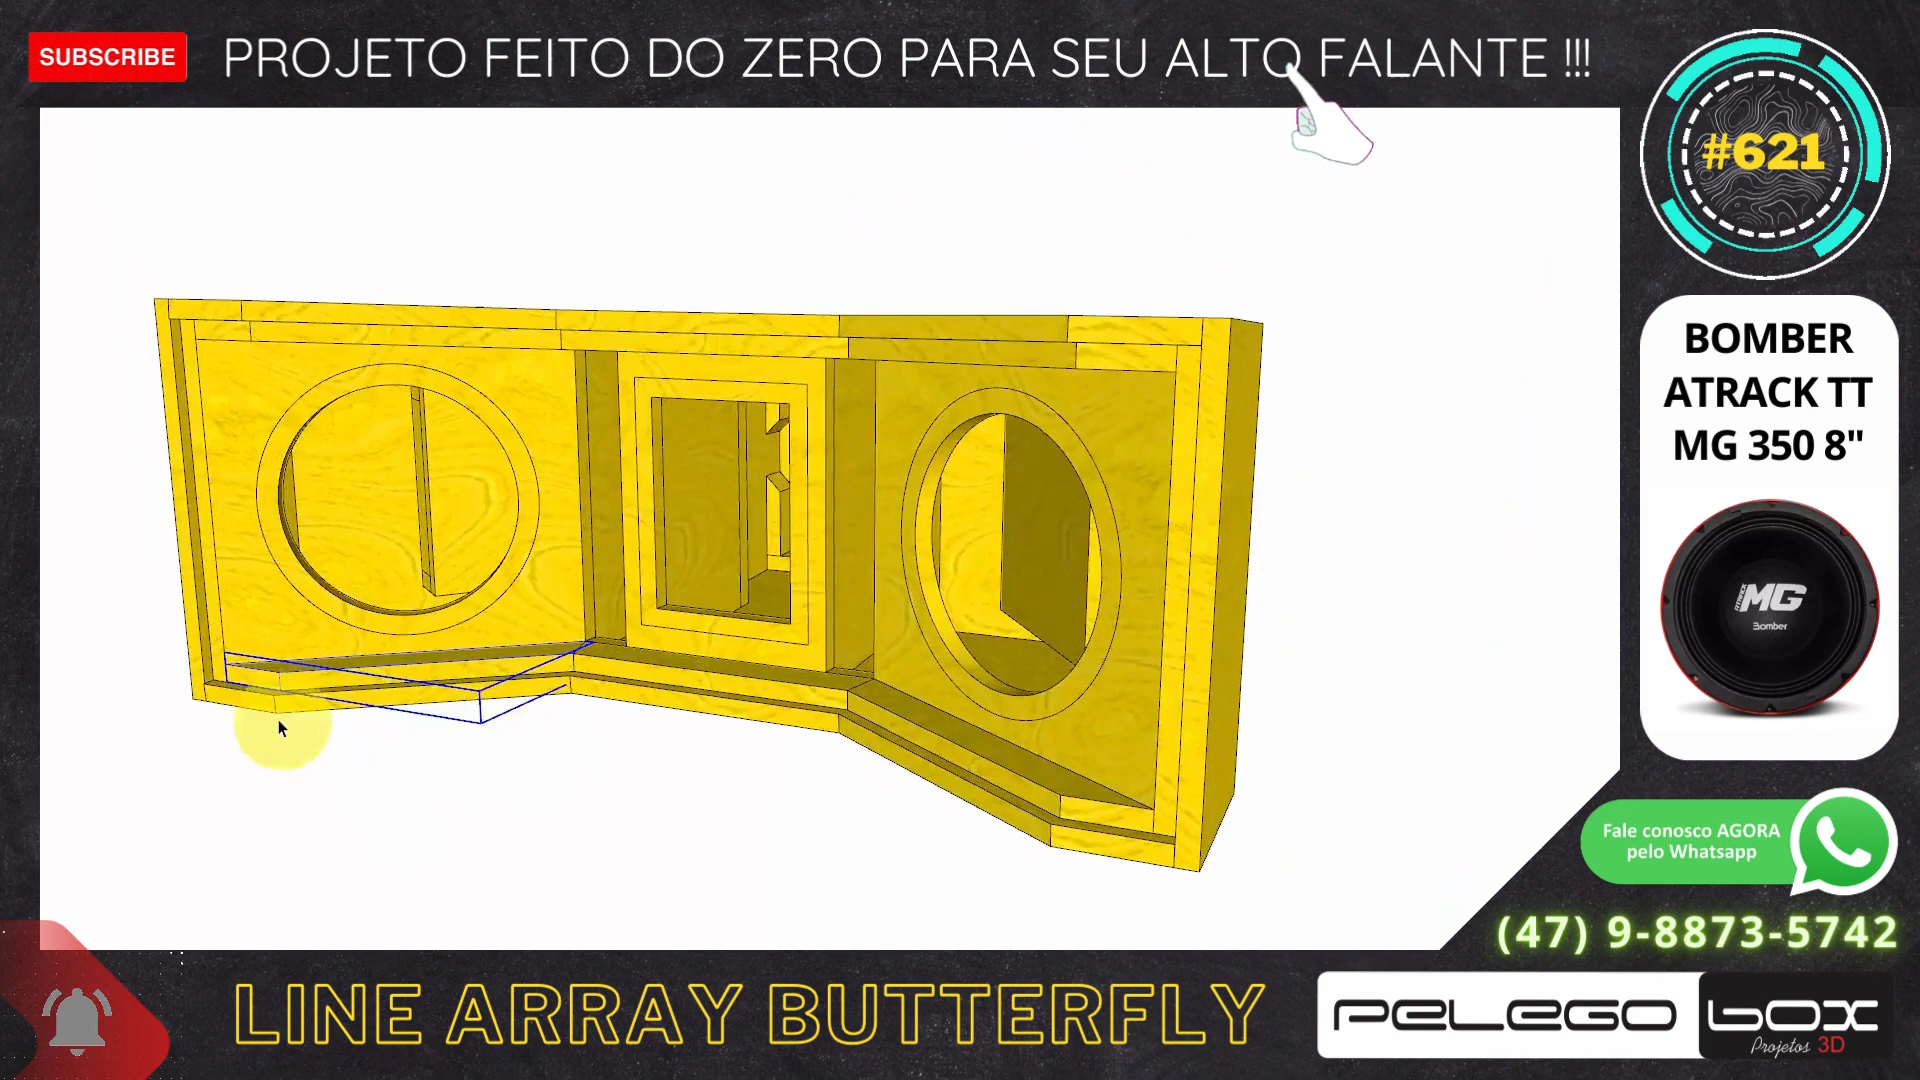 SUBSCRIBE
PROJETO FEITO DO ZERO PARA SEU ALTO FALANTE !!!
#621
BOMBER
ATRACK TT
MG 350 8"
MG
Bomber
Fale conosco AGORA
pelo Whatsapp
(47) 9-8873-5742
LINE ARRAY BUTTERFLY
PELEGO BOX
Projetos 3D